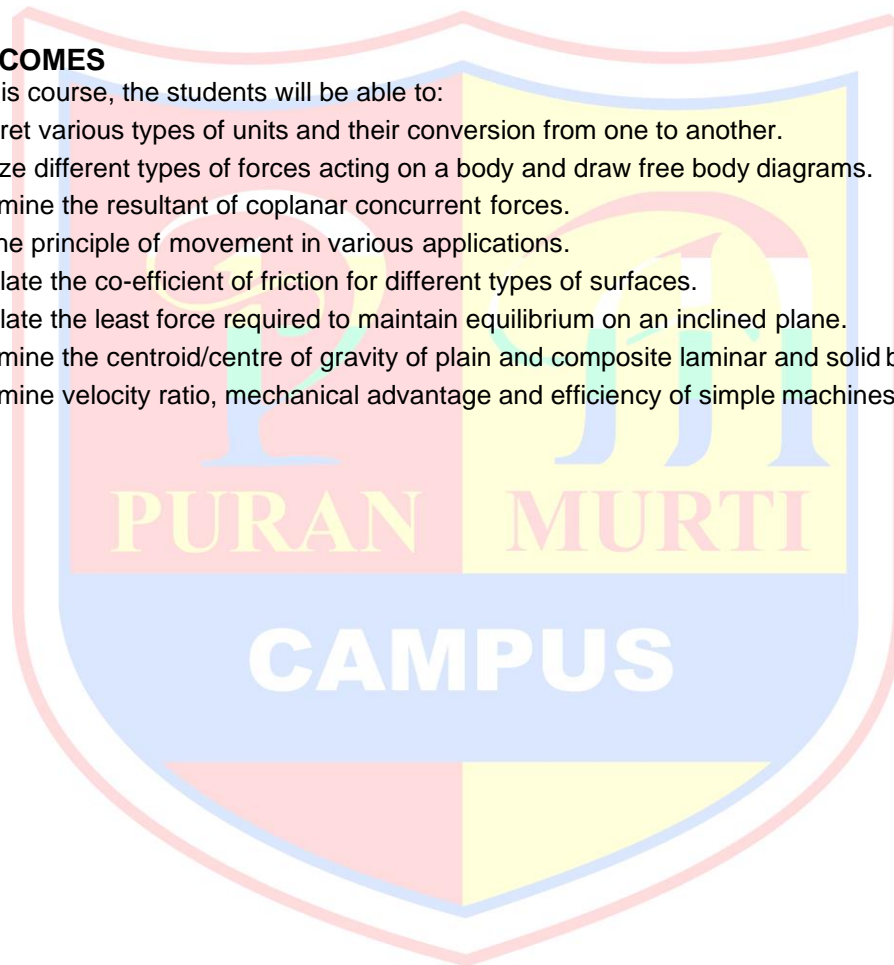 COMES
is course, the students will be able to:
ret various types of units and their conversion from one to another.
ze different types of forces acting on a body and draw free body diagrams.
mine the resultant of coplanar concurrent forces.
ne principle of movement in various applications.
late the co-efficient of friction for different types of surfaces.
late the least force required to maintain equilibrium on an inclined plane.
mine the centroid/centre of gravity of plain and composite laminar and solid b
mine velocity ratio, mechanical advantage and efficiency of simple machines
PURAN MURTI
CAMPUS